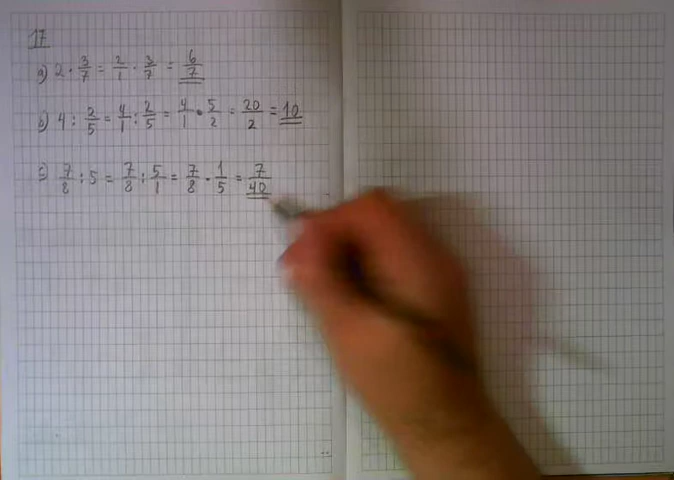 17
a) 2 · 3/7 = 2/1 · 3/7 = 6/7
b) 4 : 2/5 = 4/1 : 2/5 = 4/1 · 5/2 = 20/2 = 10
c) 7/8 : 5 = 7/8 : 5/1 = 7/8 · 1/5 = 7/40